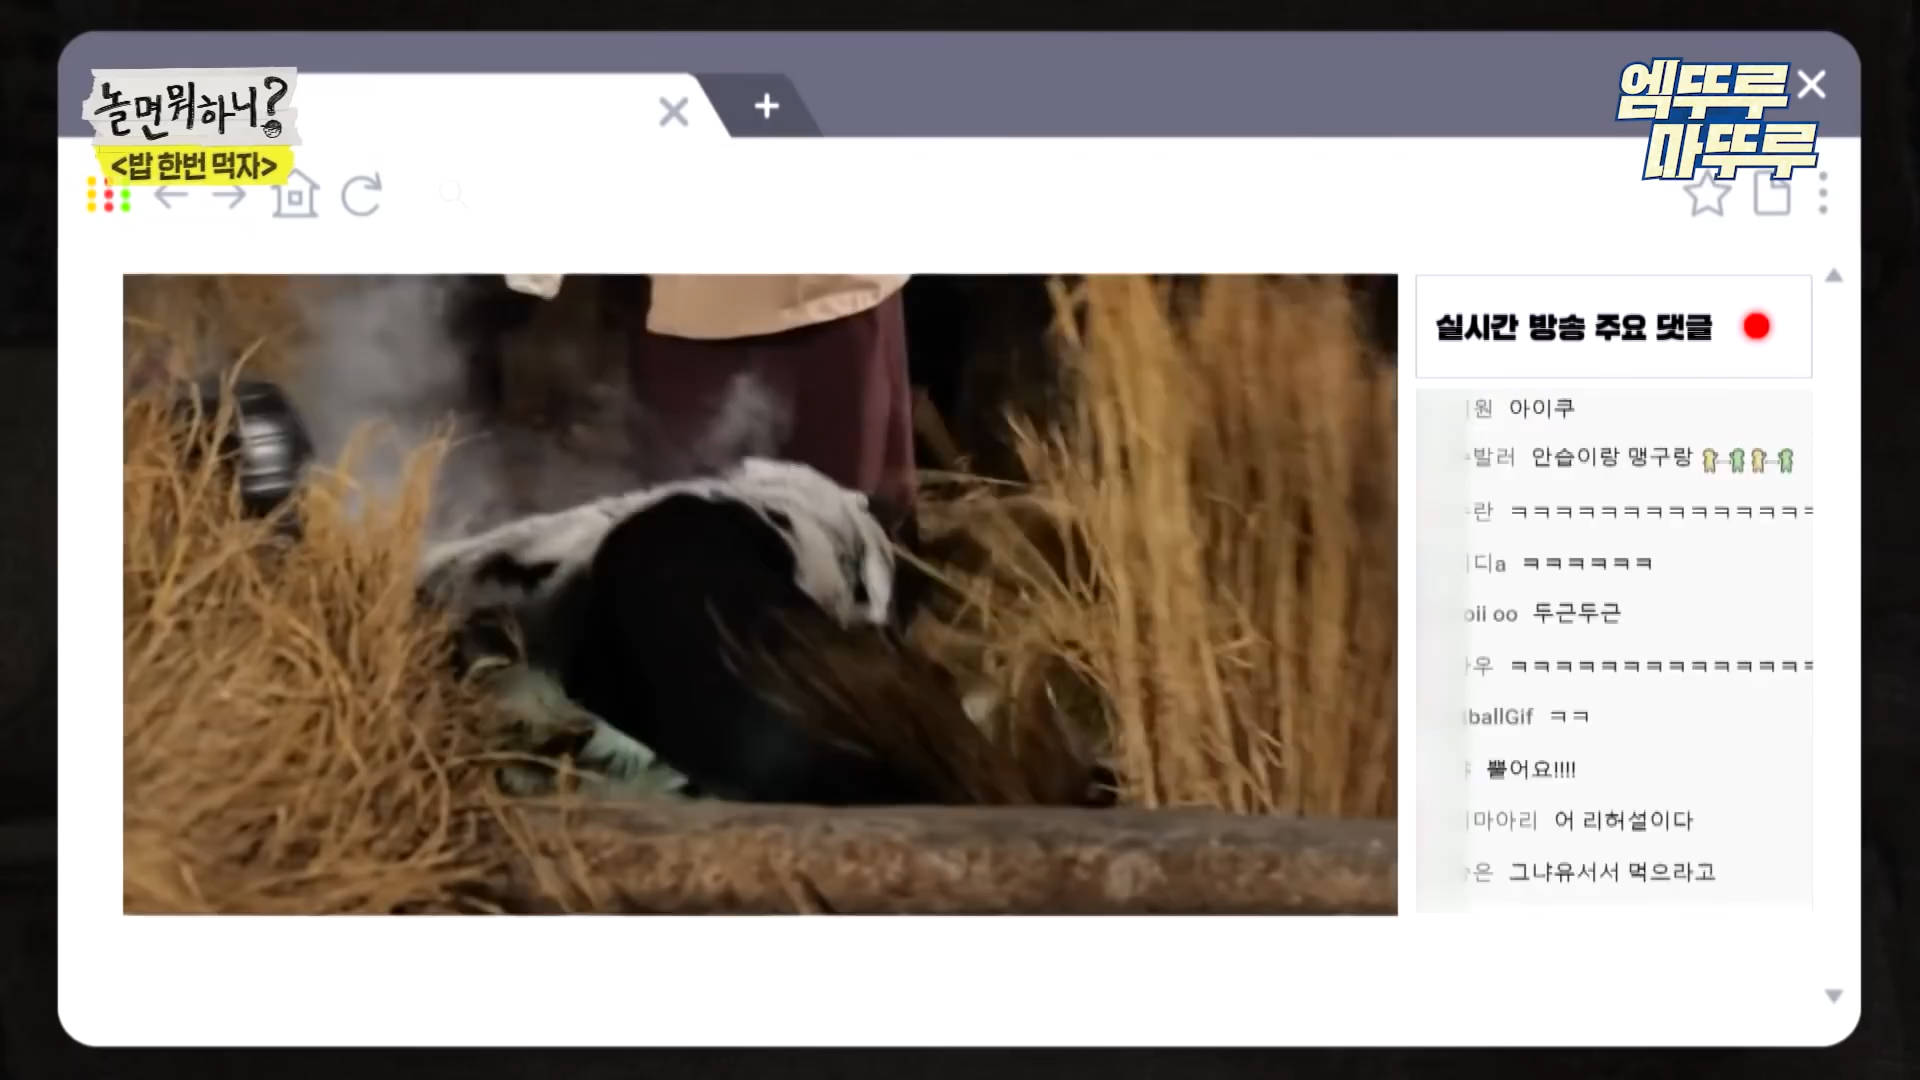 놀면뭐하니?
<밥 한번 먹자>
엠뚜루
마뚜루
실시간 방송 주요 댓글
원 아이쿠
발러 안습이랑 맹구랑
란 ㅋㅋㅋㅋㅋㅋㅋㅋㅋㅋㅋㅋㅋㅋ
디a ㅋㅋㅋㅋㅋㅋ
oii oo 두근두근
우 ㅋㅋㅋㅋㅋㅋㅋㅋㅋㅋㅋㅋㅋㅋ
ballGif ㅋㅋ
뿔어요!!!!
마아리 어 리허설이다
은 그냐유서서 먹으라고